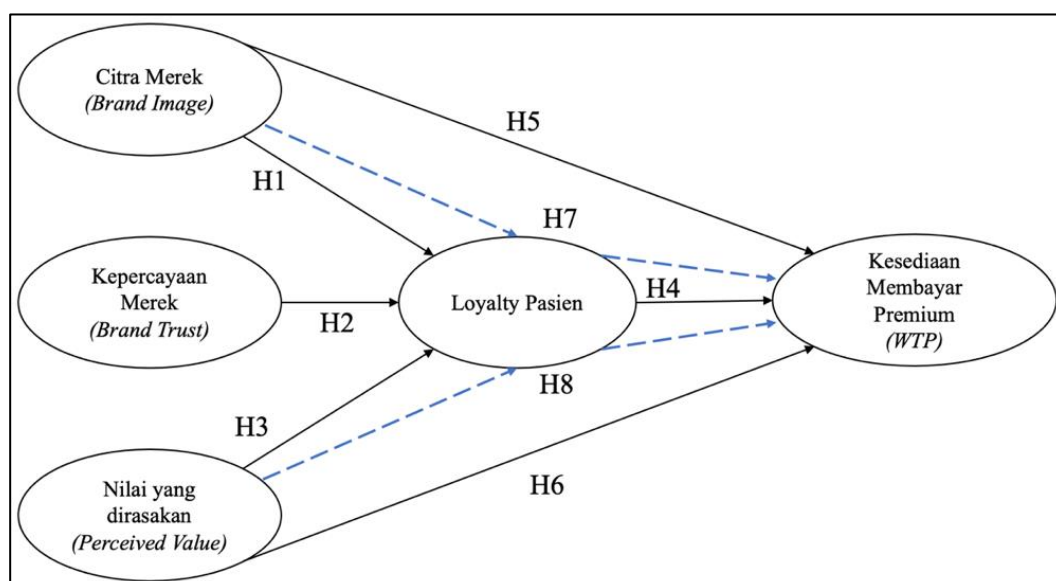 Citra Merek
(Brand Image)
H5
H1
H7
Kepercayaan
Merek
(Brand Trust)
H2
Loyalty Pasien
H4
Kesediaan
Membayar
Premium
(WTP)
H8
H3
H6
Nilai yang
dirasakan
(Perceived Value)